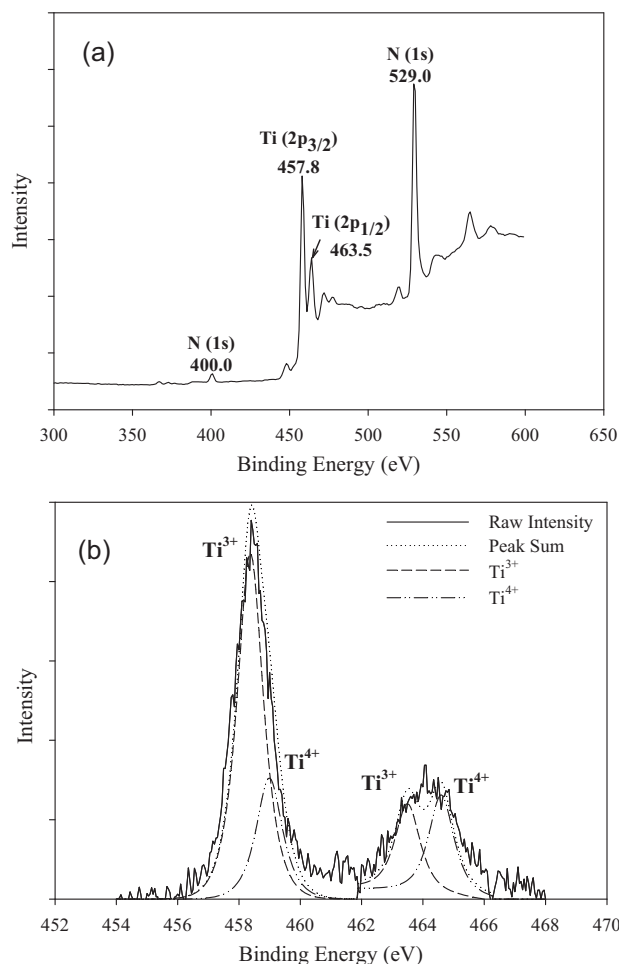 (a)
N (1s)
529.0
Ti (2p3/2)
457.8
Ti (2p1/2)
463.5
N (1s)
400.0
Intensity
300 350 400 450 500 550 600 650
Binding Energy (eV)
(b)
Raw Intensity
Peak Sum
Ti3+
Ti4+
Ti3+
Ti4+
Ti3+
Ti4+
Intensity
452 454 456 458 460 462 464 466 468 470
Binding Energy (eV)